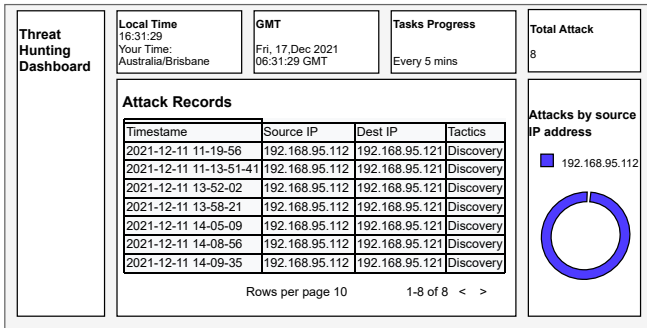 Threat
Hunting
Dashboard
Local Time
16:31:29
Your Time:
Australia/Brisbane
GMT
Fri, 17,Dec 2021
06:31:29 GMT
Tasks Progress
Every 5 mins
Total Attack
8
Attack Records
Timestame Source IP Dest IP Tactics
2021-12-11 11-19-56 192.168.95.112 192.168.95.121 Discovery
2021-12-11 11-13-51-41 192.168.95.112 192.168.95.121 Discovery
2021-12-11 13-52-02 192.168.95.112 192.168.95.121 Discovery
2021-12-11 13-58-21 192.168.95.112 192.168.95.121 Discovery
2021-12-11 14-05-09 192.168.95.112 192.168.95.121 Discovery
2021-12-11 14-08-56 192.168.95.112 192.168.95.121 Discovery
2021-12-11 14-09-35 192.168.95.112 192.168.95.121 Discovery
Rows per page 10 1-8 of 8 < >
Attacks by source
IP address
192.168.95.112